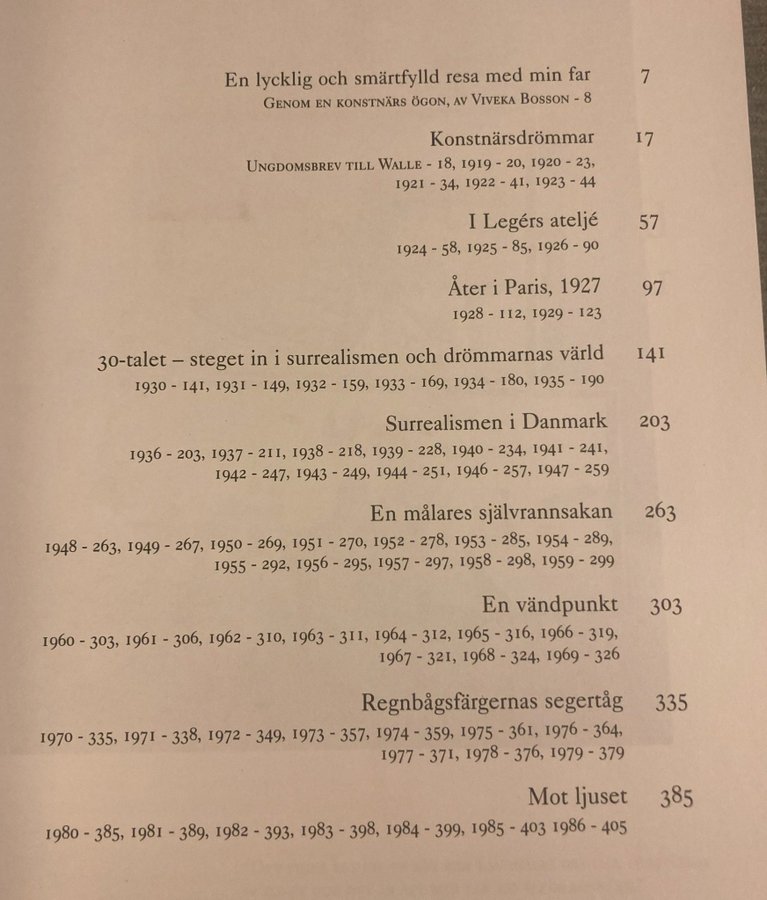 En lycklig och smärtfylld resa med min far 7
Genom en konstnärs ögon, av Viveka Bosson - 8
Konstnärsdrömmar 17
Ungdomsbrev till Walle - 18, 1919 - 20, 1920 - 23,
1921 - 34, 1922 - 41, 1923 - 44
I Legérs ateljé 57
1924 - 58, 1925 - 85, 1926 - 90
Åter i Paris, 1927 97
1928 - 112, 1929 - 123
30-talet – steget in i surrealismen och drömmarnas värld 141
1930 - 141, 1931 - 149, 1932 - 159, 1933 - 169, 1934 - 180, 1935 - 190
Surrealismen i Danmark 203
1936 - 203, 1937 - 211, 1938 - 218, 1939 - 228, 1940 - 234, 1941 - 241,
1942 - 247, 1943 - 249, 1944 - 251, 1946 - 257, 1947 - 259
En målares självrannsakan 263
1948 - 263, 1949 - 267, 1950 - 269, 1951 - 270, 1952 - 278, 1953 - 285, 1954 - 289,
1955 - 292, 1956 - 295, 1957 - 297, 1958 - 298, 1959 - 299
En vändpunkt 303
1960 - 303, 1961 - 306, 1962 - 310, 1963 - 311, 1964 - 312, 1965 - 316, 1966 - 319,
1967 - 321, 1968 - 324, 1969 - 326
Regnbågsfärgernas segertåg 335
1970 - 335, 1971 - 338, 1972 - 349, 1973 - 357, 1974 - 359, 1975 - 361, 1976 - 364,
1977 - 371, 1978 - 376, 1979 - 379
Mot ljuset 385
1980 - 385, 1981 - 389, 1982 - 393, 1983 - 398, 1984 - 399, 1985 - 403 1986 - 405